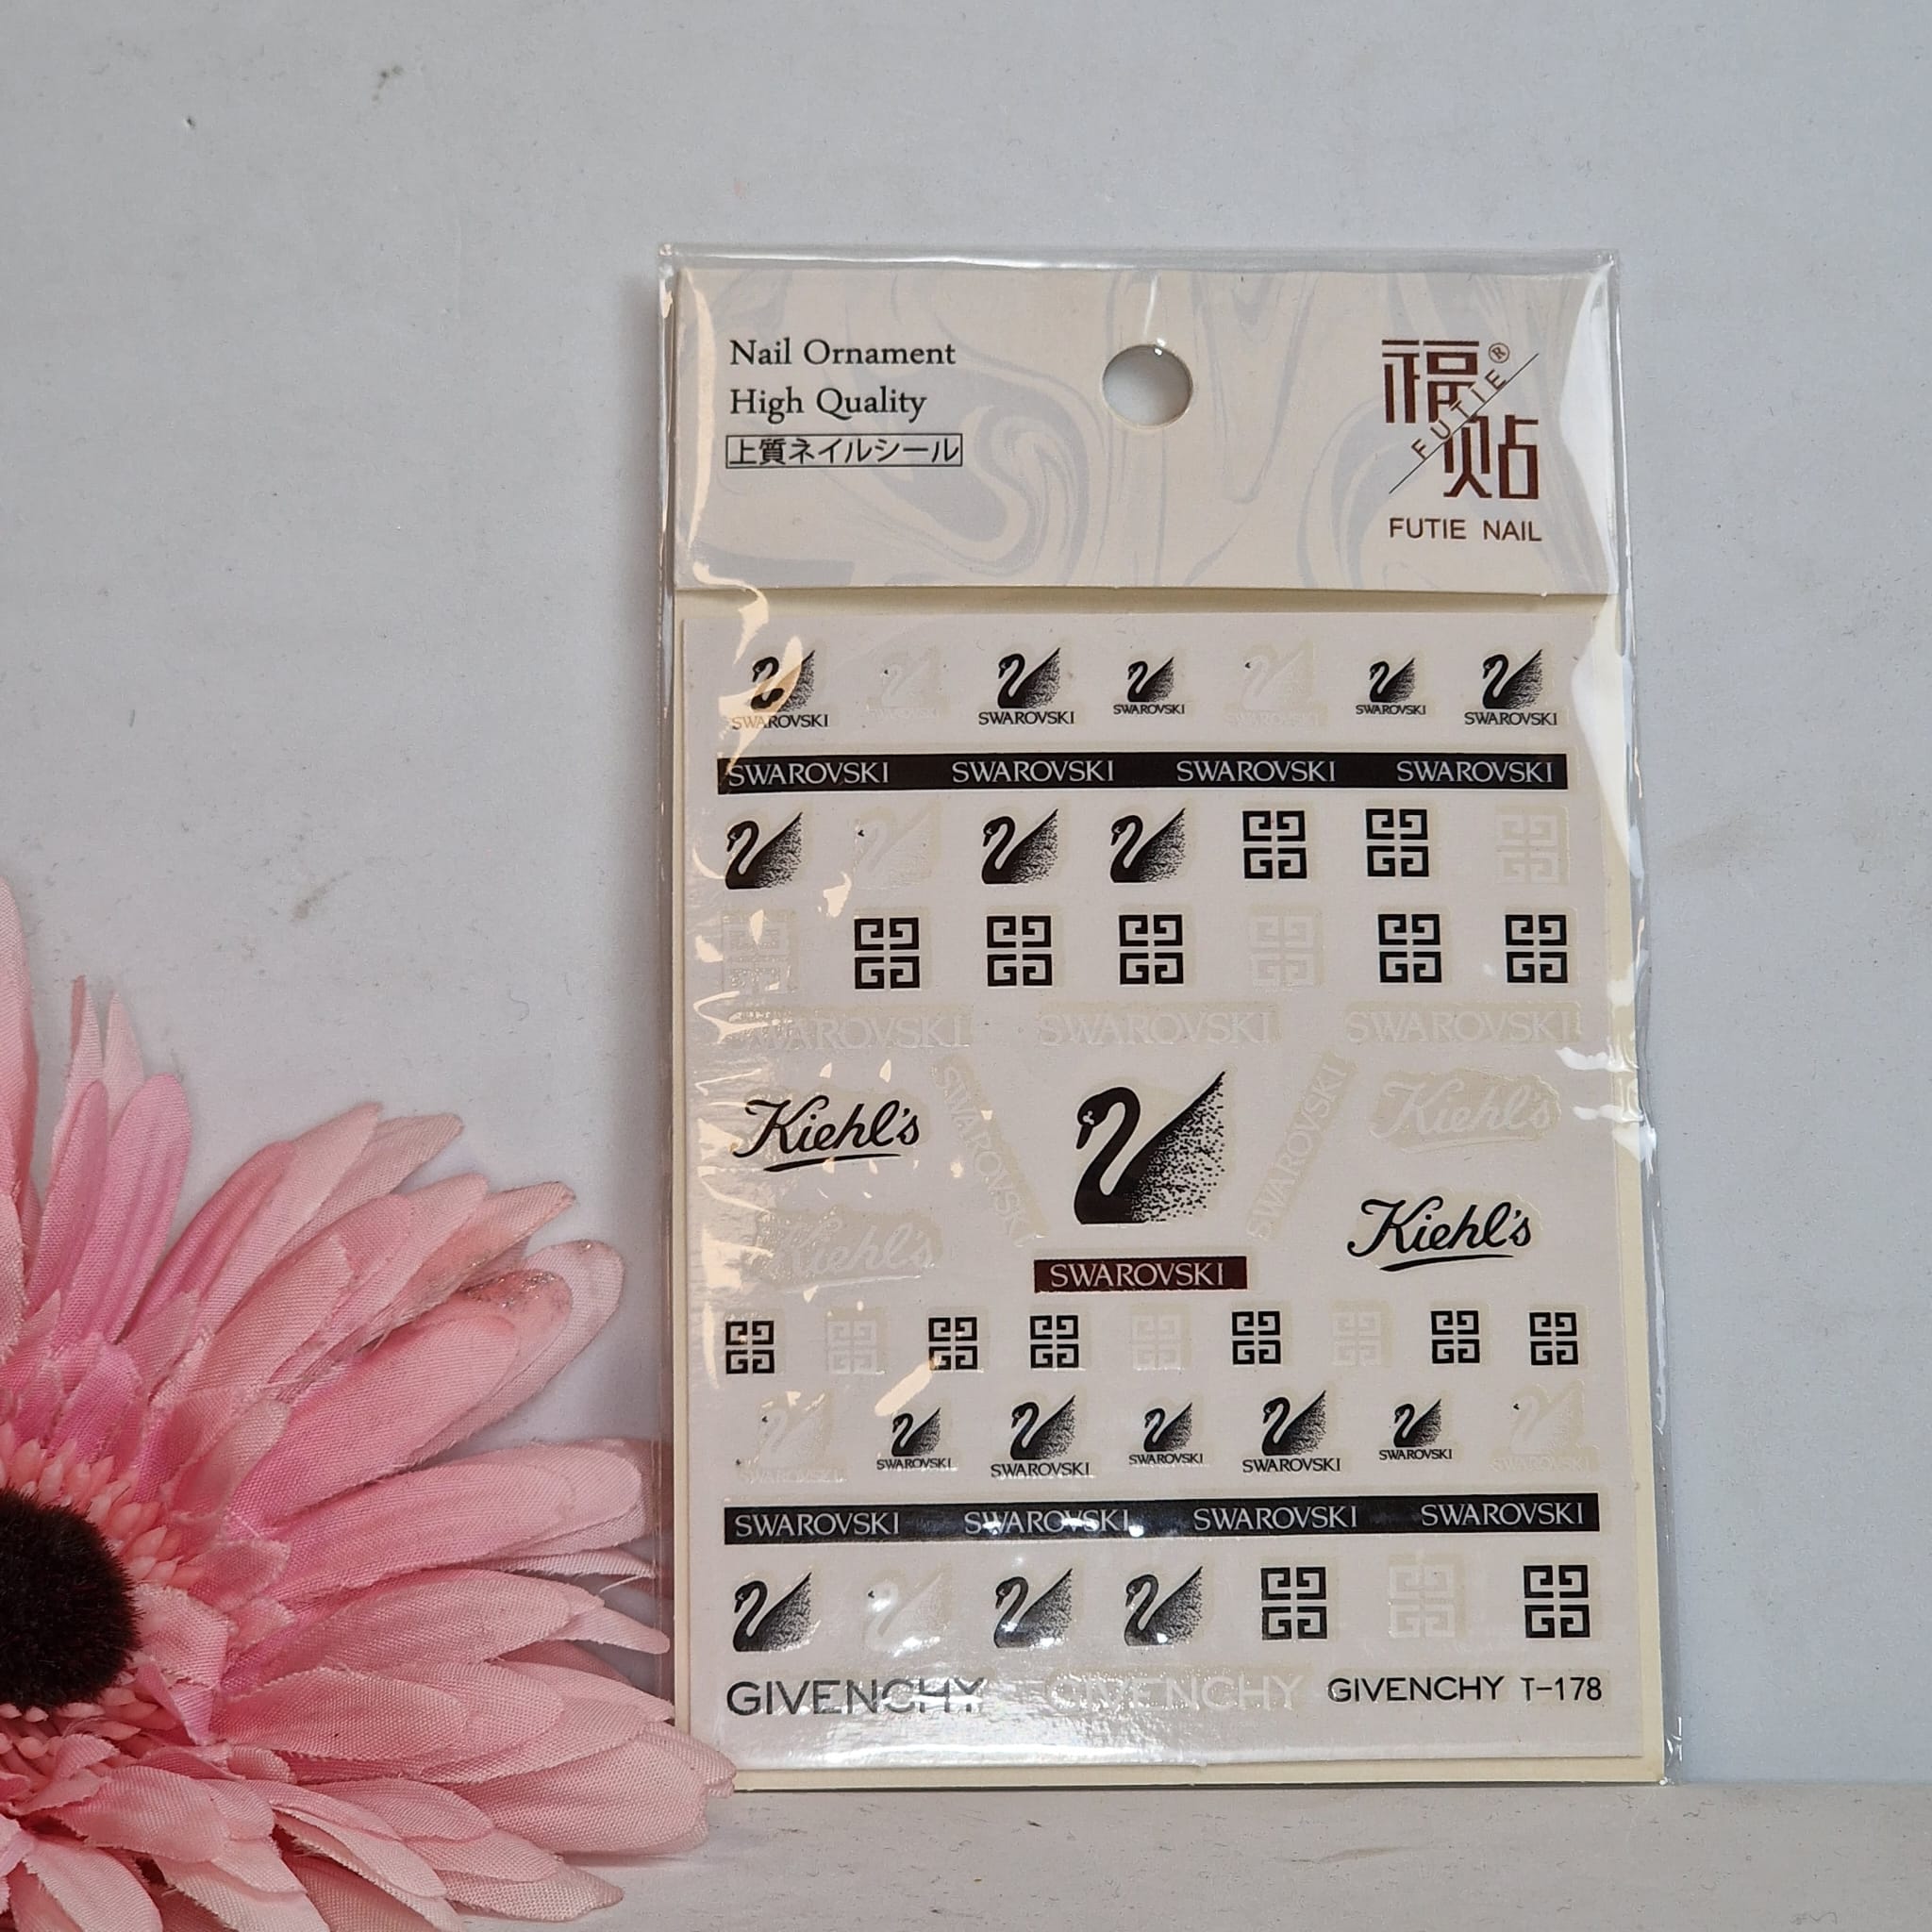 Nail Ornament
High Quality
上質ネイルシール
福贴
FUTIE®
FUTIE NAIL
SWAROVSKI SWAROVSKI SWAROVSKI SWAROVSKI SWAROVSKI
SWAROVSKI SWAROVSKI SWAROVSKI SWAROVSKI
SWAROVSKI SWAROVSKI SWAROVSKI
Kiehl's SWAROVSKI SWAROVSKI Kiehl's
Kiehl's Kiehl's
SWAROVSKI
SWAROVSKI SWAROVSKI SWAROVSKI SWAROVSKI SWAROVSKI SWAROVSKI
SWAROVSKI SWAROVSKI SWAROVSKI SWAROVSKI
GIVENCHY GIVENCHY GIVENCHY T-178